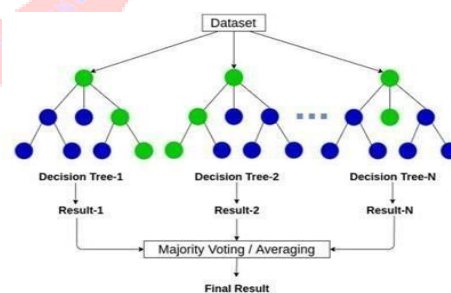 Dataset
Decision Tree-1 Decision Tree-2 Decision Tree-N
Result-1 Result-2 Result-N
Majority Voting / Averaging
Final Result